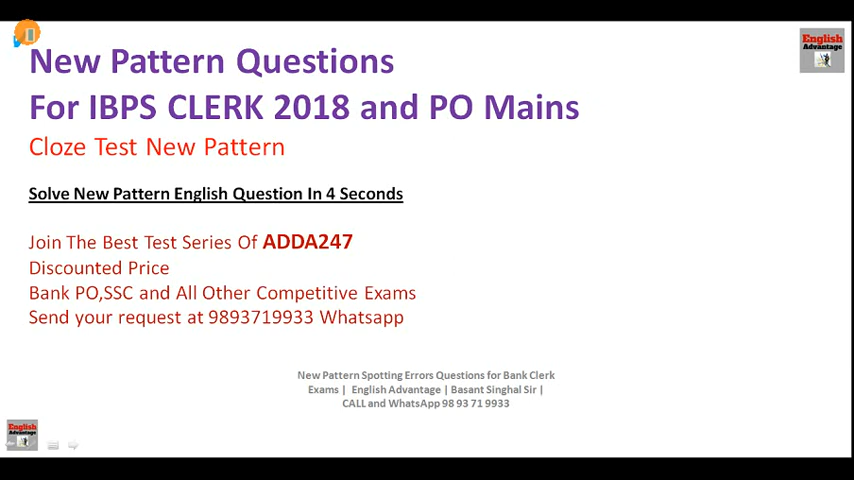 New Pattern Questions
For IBPS CLERK 2018 and PO Mains
Cloze Test New Pattern
Solve New Pattern English Question In 4 Seconds
Join The Best Test Series Of ADDA247
Discounted Price
Bank PO,SSC and All Other Competitive Exams
Send your request at 9893719933 Whatsapp
New Pattern Spotting Errors Questions for Bank Clerk
Exams | English Advantage | Basant Singhal Sir |
CALL and WhatsApp 98 93 71 9933
English
Advantage
English
Advantage